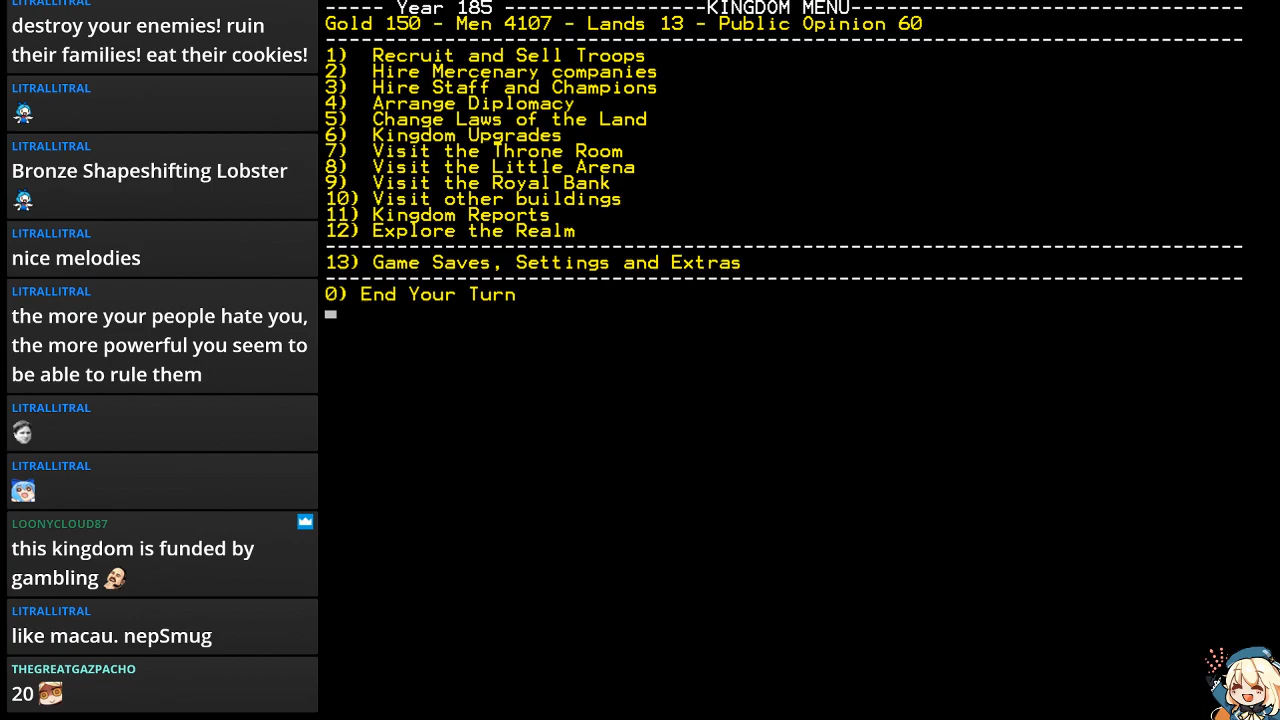 LITRALLITRAL
destroy your enemies! ruin
their families! eat their cookies!
LITRALLITRAL
LITRALLITRAL
Bronze Shapeshifting Lobster
LITRALLITRAL
nice melodies
LITRALLITRAL
the more your people hate you,
the more powerful you seem to
be able to rule them
LITRALLITRAL
LITRALLITRAL
LOONYCLOUD87
this kingdom is funded by
gambling
LITRALLITRAL
like macau. nepSmug
THEGREATGAZPACHO
20
----- Year 185 -----------------KINGDOM MENU---------------------------------
Gold 150 - Men 4107 - Lands 13 - Public Opinion 60
-----------------------------------------------------------------------------
1) Recruit and Sell Troops
2) Hire Mercenary companies
3) Hire Staff and Champions
4) Arrange Diplomacy
5) Change Laws of the Land
6) Kingdom Upgrades
7) Visit the Throne Room
8) Visit the Little Arena
9) Visit the Royal Bank
10) Visit other buildings
11) Kingdom Reports
12) Explore the Realm
-----------------------------------------------------------------------------
13) Game Saves, Settings and Extras
-----------------------------------------------------------------------------
0) End Your Turn